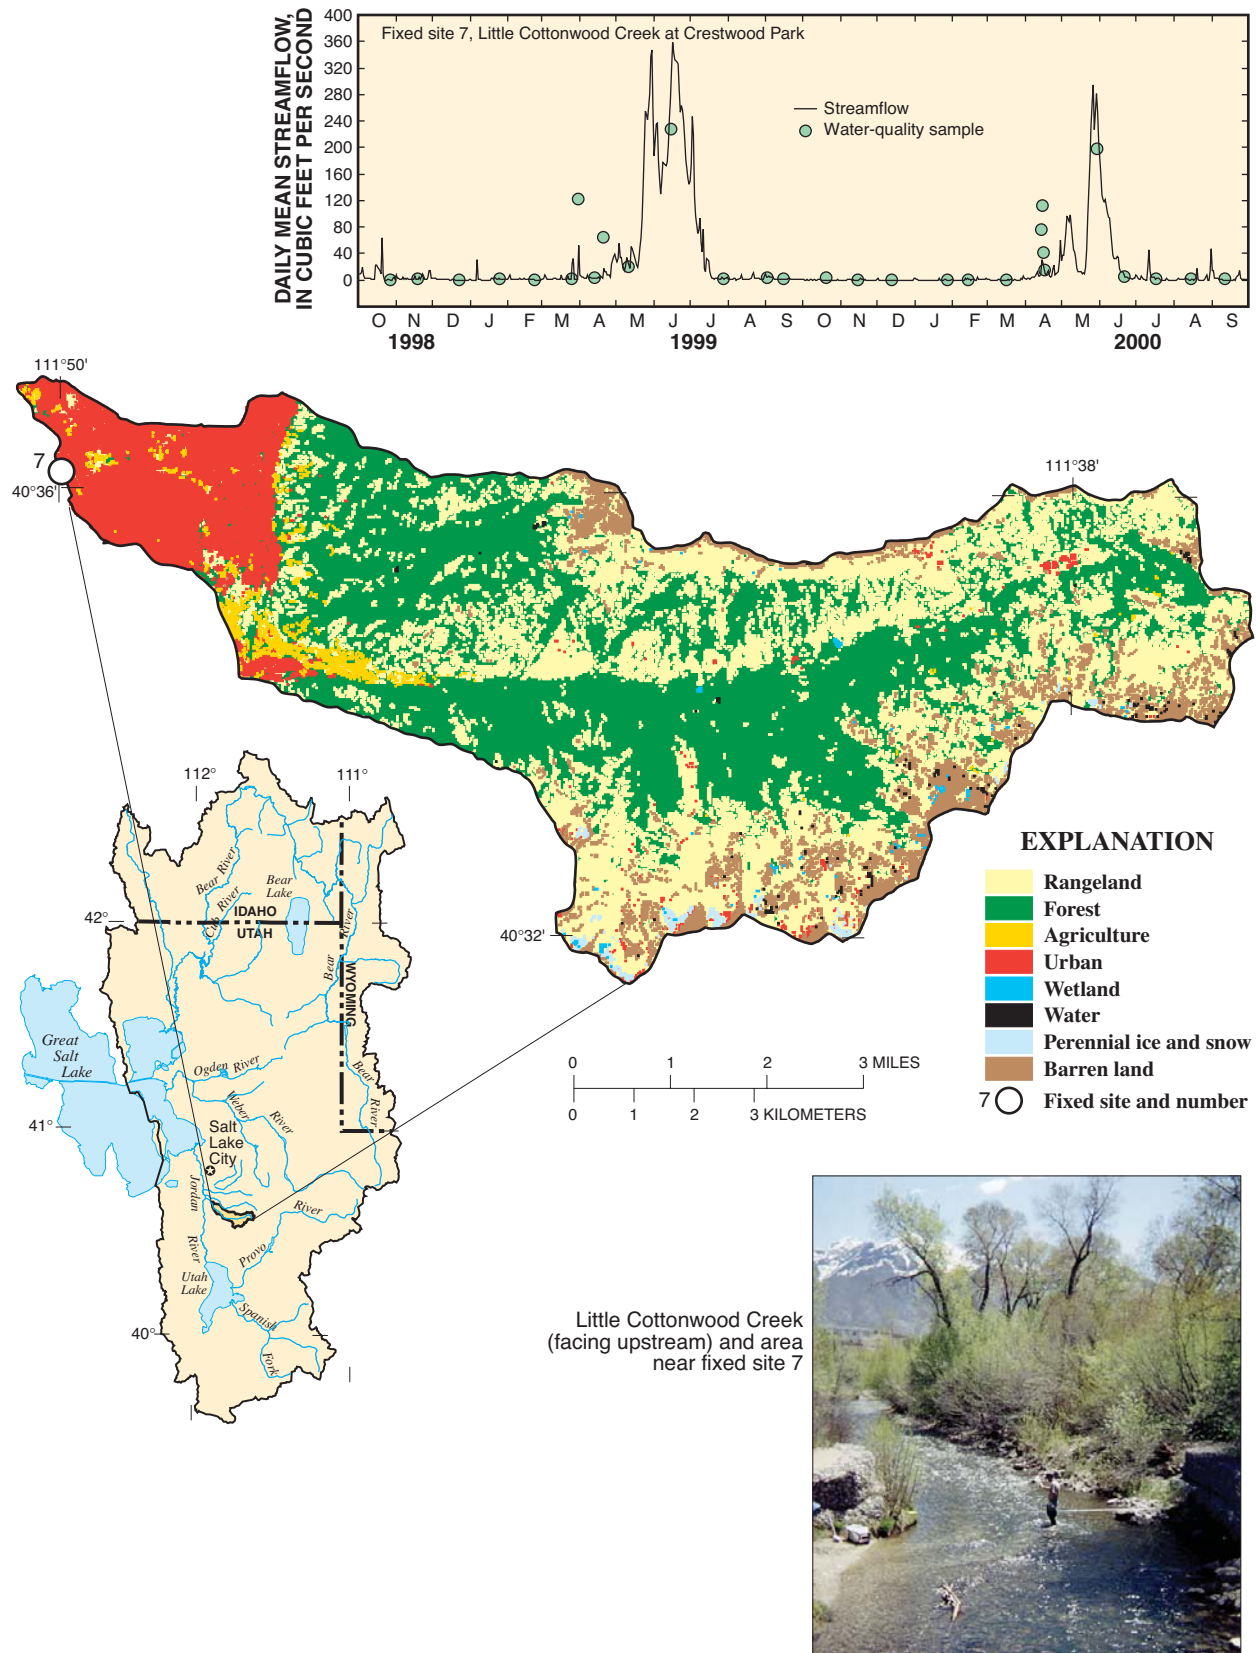 DAILY MEAN STREAMFLOW,
IN CUBIC FEET PER SECOND
400
360
320
280
240
200
160
120
80
40
0
Fixed site 7, Little Cottonwood Creek at Crestwood Park
Streamflow
Water-quality sample
O N D J F M A M J J A S O N D J F M A M J J A S
1998 1999 2000
111°50'
7
40°36'
111°38'
40°32'
112° 111°
Bear River
Cub River
Bear
Lake
42°
IDAHO
UTAH
Bear River
WYOMING
Great
Salt
Lake
Ogden River
Bear River
Weber River
41°
Salt
Lake
City
Jordan River
Provo River
Utah
Lake
Spanish
Fork
40°
EXPLANATION
Rangeland
Forest
Agriculture
Urban
Wetland
Water
Perennial ice and snow
Barren land
7 Fixed site and number
0 1 2 3 MILES
0 1 2 3 KILOMETERS
Little Cottonwood Creek
(facing upstream) and area
near fixed site 7